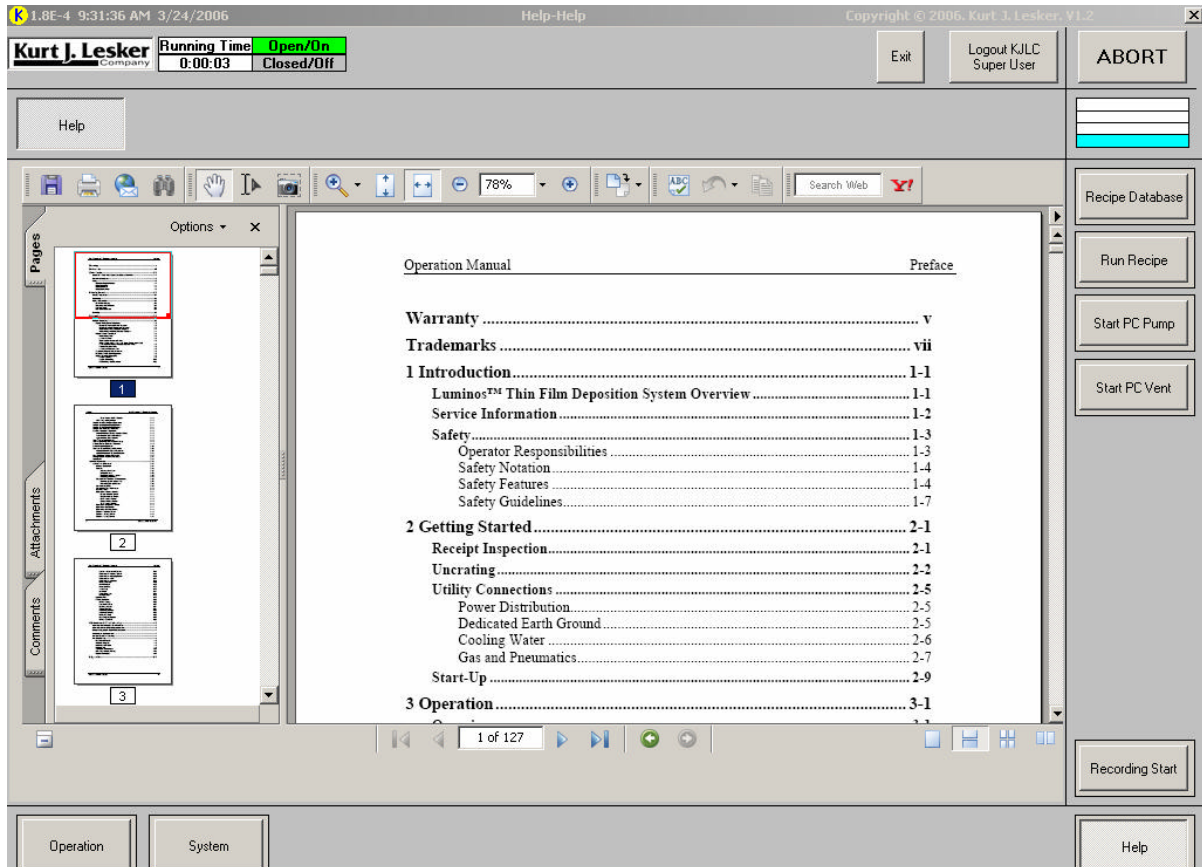 K 1.8E-4 9:31:36 AM 3/24/2006 Help-Help Copyright © 2006. Kurt J. Lesker. V1.2
Kurt J. Lesker
Company
Running Time Open/On
0:00:03 Closed/Off
Exit
Logout KJLC
Super User
ABORT
Help
78%
ABC
Search Web
Y!
Recipe Database
Run Recipe
Start PC Pump
Start PC Vent
Pages
Options
Attachments
Comments
1
2
3
Operation Manual Preface
Warranty ........ v
Trademarks ........ vii
1 Introduction ........ 1-1
Luminos™ Thin Film Deposition System Overview ........ 1-1
Service Information ........ 1-2
Safety ........ 1-3
Operator Responsibilities ........ 1-3
Safety Notation ........ 1-4
Safety Features ........ 1-4
Safety Guidelines ........ 1-7
2 Getting Started ........ 2-1
Receipt Inspection ........ 2-1
Uncrating ........ 2-2
Utility Connections ........ 2-5
Power Distribution ........ 2-5
Dedicated Earth Ground ........ 2-5
Cooling Water ........ 2-6
Gas and Pneumatics ........ 2-7
Start-Up ........ 2-9
3 Operation ........ 3-1
1 of 127
Recording Start
Operation
System
Help